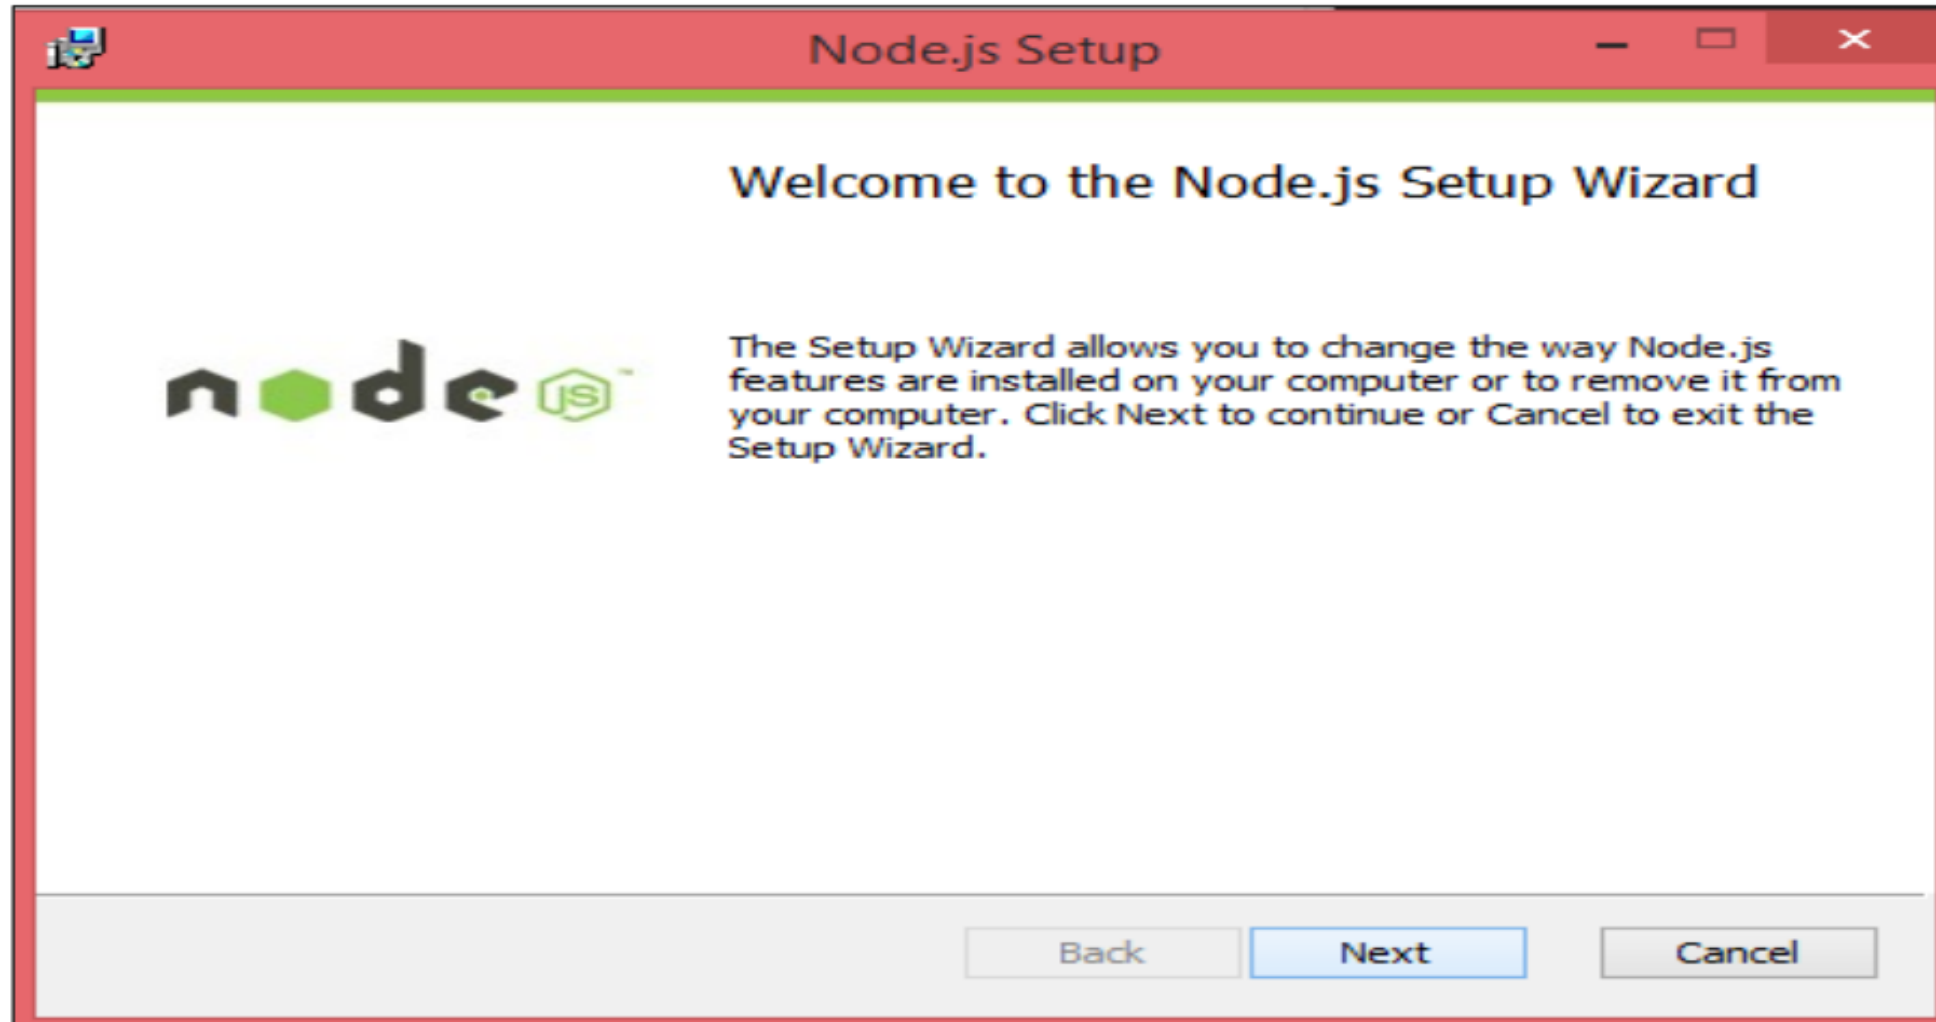 Node.js Setup
Welcome to the Node.js Setup Wizard
node JS™
The Setup Wizard allows you to change the way Node.js
features are installed on your computer or to remove it from
your computer. Click Next to continue or Cancel to exit the
Setup Wizard.
Back Next Cancel